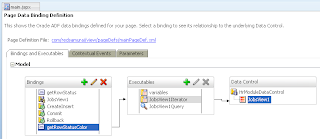 main.jspx
Page Data Binding Definition
This shows the Oracle ADF data bindings defined for your page. Select a binding to see its relationship to the underlying Data Control.
Page Definition File:
Bindings and Executables
Contextual Events
Parameters
Model
Bindings
getRowStatus
JobsView1
CreateInsert
Commit
Rollback
getRowStatusColor
Executables
variables
JobsView1Iterator
JobsView1Query
Data Control
HrModuleDataControl
JobsView1